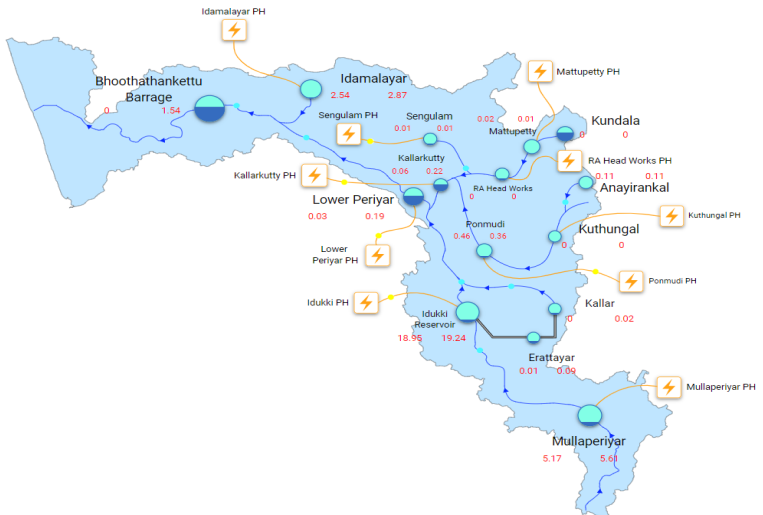 Idamalayar PH
Bhoothathankettu
Barrage
0 1.54
Idamalayar
2.54 2.87
Mattupetty PH
Sengulam PH
Sengulam
0.01 0.01
0.02 0.01
Mattupetty
Kundala
0 0
Kallarkutty PH
Kallarkutty
0.06 0.22
RA Head Works
0 0
RA Head Works PH
0.11 0.11
Anayirankal
Lower Periyar
0.03 0.19
Kuthungal PH
Ponmudi
0.46 0.36
Kuthungal
0 0
Lower
Periyar PH
Ponmudi PH
Idukki PH
Idukki
Reservoir
18.95 19.24
Kallar
0 0.02
Erattayar
0.01 0.09
Mullaperiyar PH
Mullaperiyar
5.17 5.61